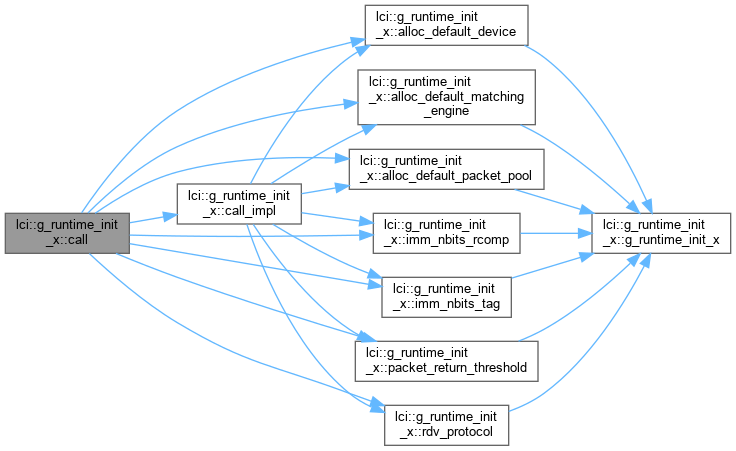 lci::g_runtime_init
_x::call
lci::g_runtime_init
_x::call_impl
lci::g_runtime_init
_x::alloc_default_device
lci::g_runtime_init
_x::alloc_default_matching
_engine
lci::g_runtime_init
_x::alloc_default_packet_pool
lci::g_runtime_init
_x::imm_nbits_rcomp
lci::g_runtime_init
_x::imm_nbits_tag
lci::g_runtime_init
_x::packet_return_threshold
lci::g_runtime_init
_x::rdv_protocol
lci::g_runtime_init
_x::g_runtime_init_x